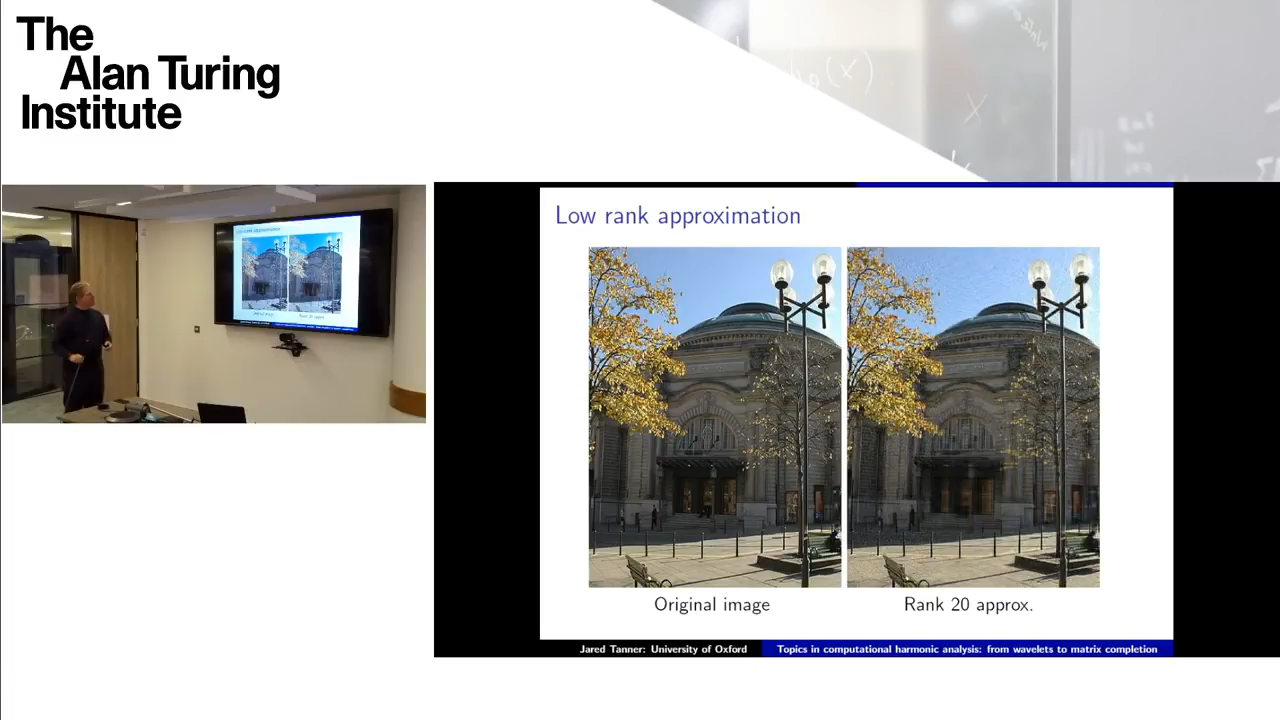 The
Alan Turing
Institute
Low rank approximation
Original image
Rank 20 approx.
Jared Tanner: University of Oxford
Topics in computational harmonic analysis: from wavelets to matrix completion